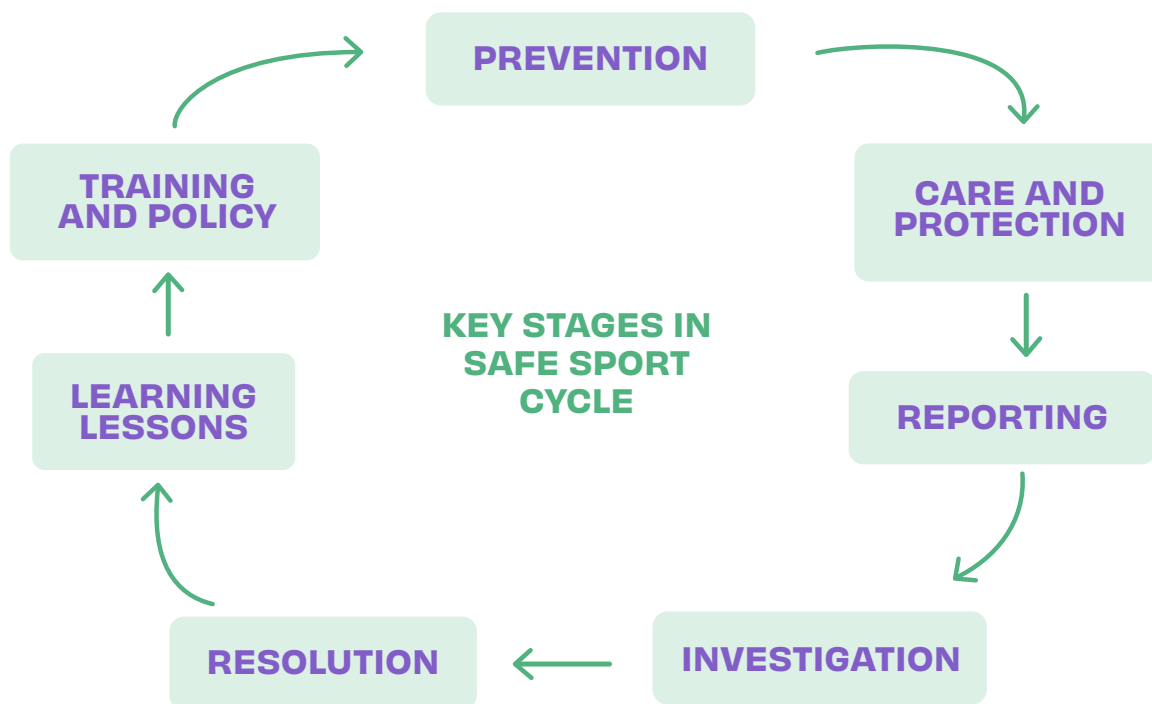 PREVENTION
TRAINING
AND POLICY
CARE AND
PROTECTION
KEY STAGES IN
SAFE SPORT
CYCLE
LEARNING
LESSONS
REPORTING
RESOLUTION
INVESTIGATION